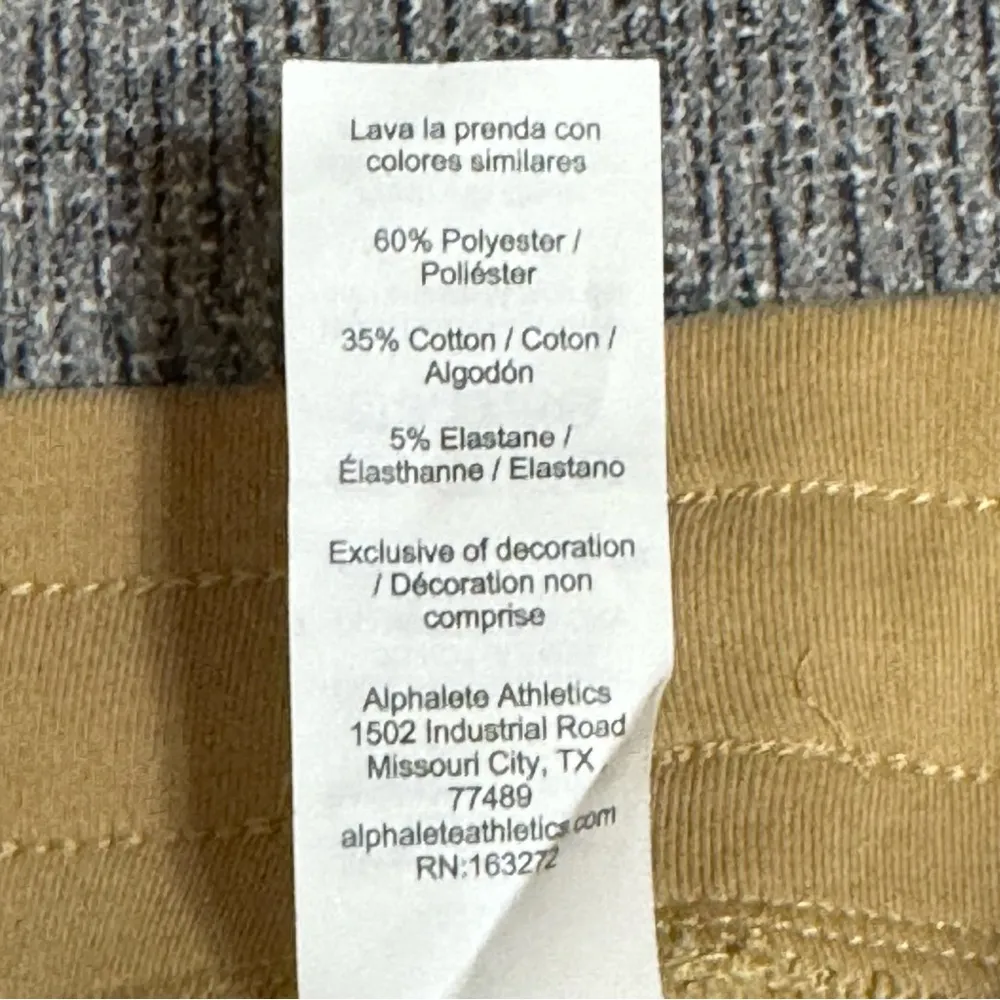 Lava la prenda con
colores similares
60% Polyester /
Poliéster
35% Cotton / Coton /
Algodón
5% Elastane /
Élasthanne / Elastano
Exclusive of decoration
/ Décoration non
comprise
Alphalete Athletics
1502 Industrial Road
Missouri City, TX
77489
alphaleteathletics.com
RN:163272